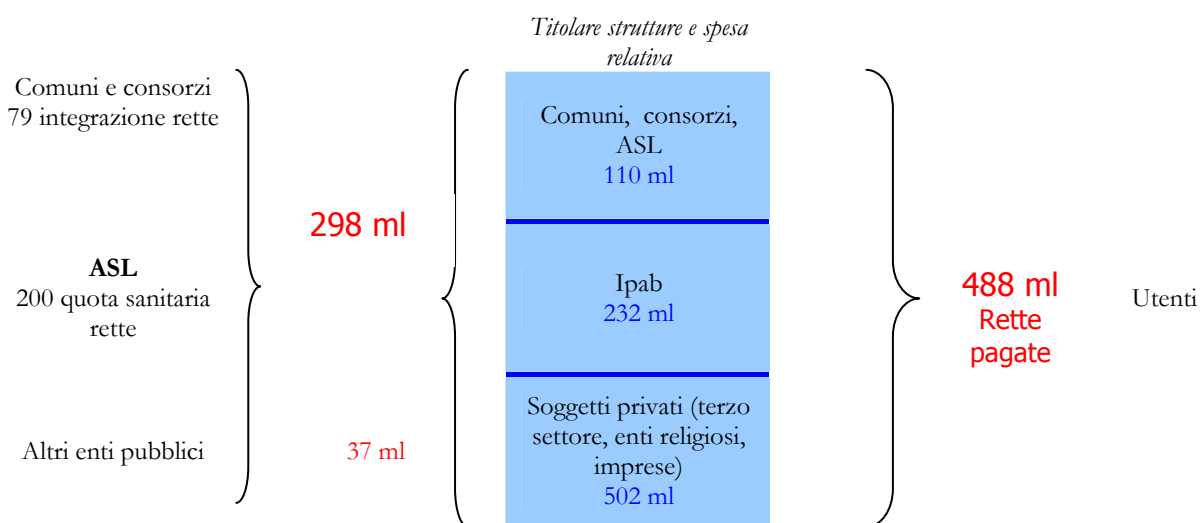 Titolare strutture e spesa
relativa
Comuni e consorzi
79 integrazione rette
ASL
200 quota sanitaria
rette
Altri enti pubblici
298 ml
37 ml
Comuni, consorzi,
ASL
110 ml
Ipab
232 ml
Soggetti privati (terzo
settore, enti religiosi,
imprese)
502 ml
488 ml
Rette
pagate
Utenti